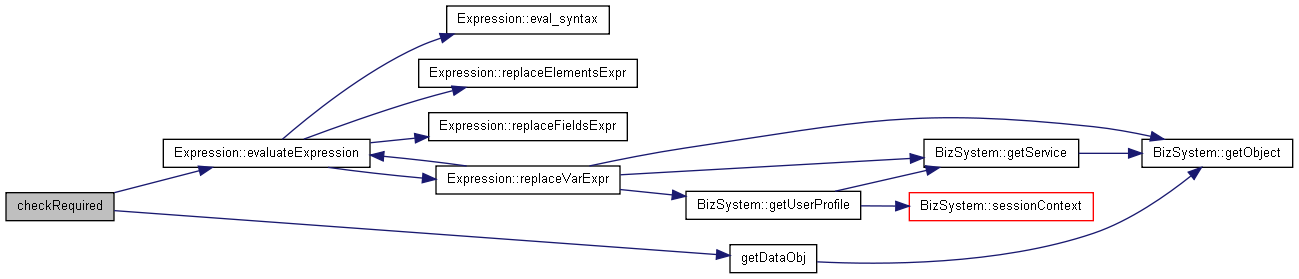 Expression::eval_syntax
Expression::replaceElementsExpr
Expression::replaceFieldsExpr
Expression::evaluateExpression
BizSystem::getService
BizSystem::getObject
Expression::replaceVarExpr
checkRequired
BizSystem::getUserProfile
BizSystem::sessionContext
getDataObj